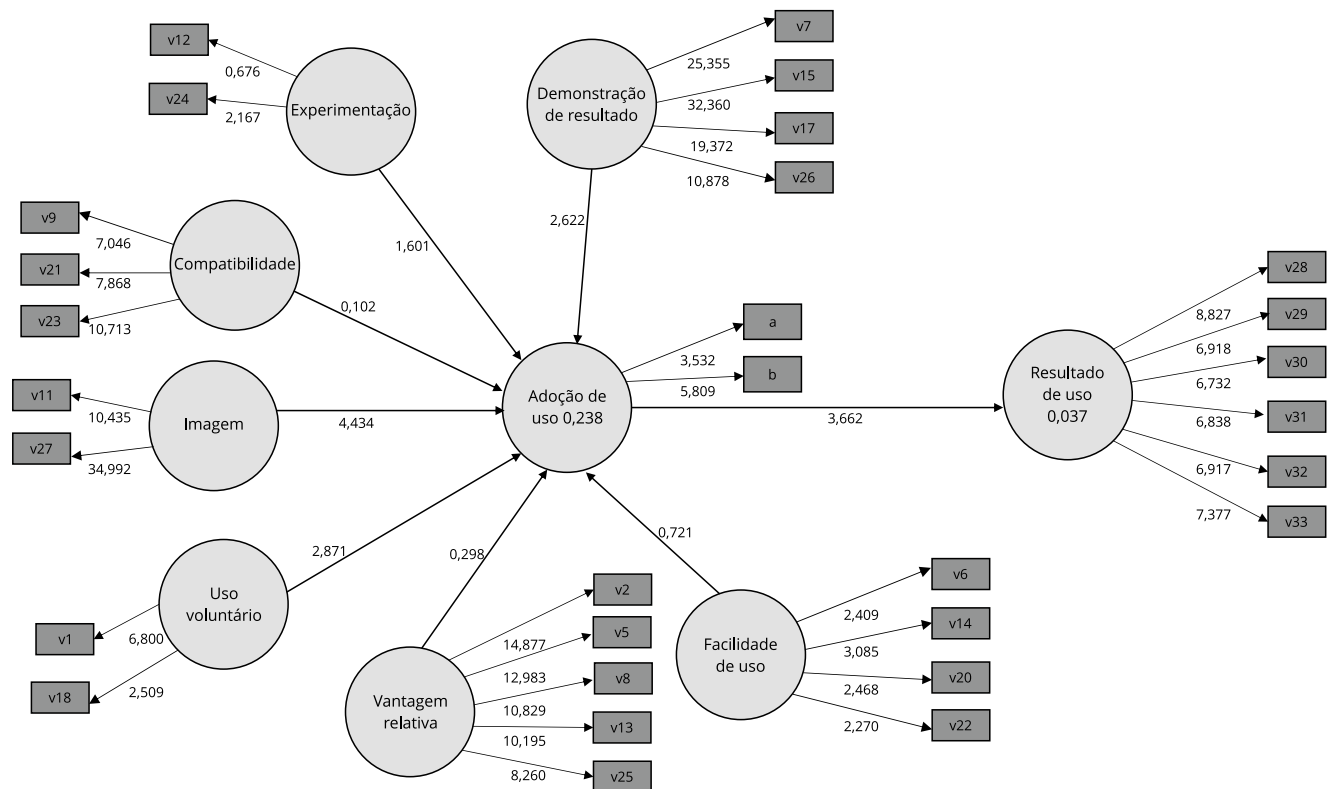 v12
0,676
v24
2,167
Experimentação
Demonstração
de resultado
v7
25,355
v15
32,360
v17
19,372
v26
10,878
v9
7,046
v21
7,868
v23
10,713
Compatibilidade
1,601
2,622
0,102
v11
10,435
v27
34,992
Imagem
4,434
Adoção de
uso 0,238
a
3,532
b
5,809
3,662
Resultado
de uso
0,037
v28
8,827
v29
6,918
v30
6,732
v31
6,838
v32
6,917
v33
7,377
Uso
voluntário
2,871
v1
6,800
v18
2,509
0,298
Vantagem
relativa
v2
14,877
v5
12,983
v8
10,829
v13
10,195
v25
8,260
0,721
Facilidade
de uso
v6
2,409
v14
3,085
v20
2,468
v22
2,270